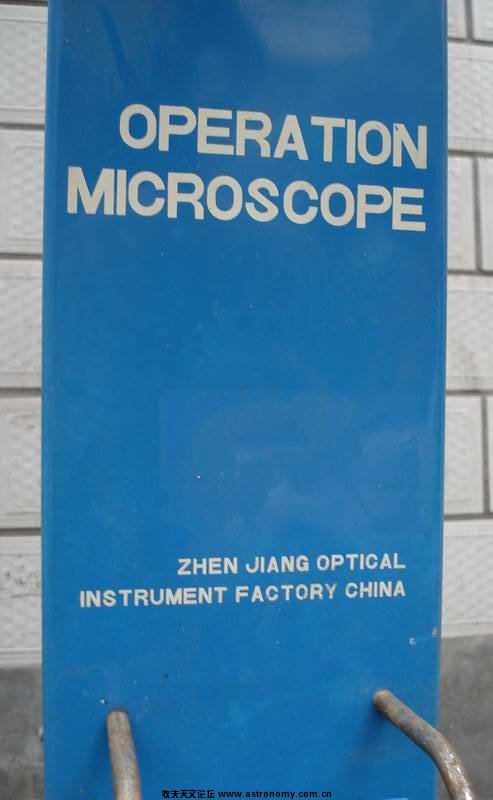 OPERATION
MICROSCOPE
ZHEN JIANG OPTICAL
INSTRUMENT FACTORY CHINA
牧夫天文论坛 www.astronomy.com.cn